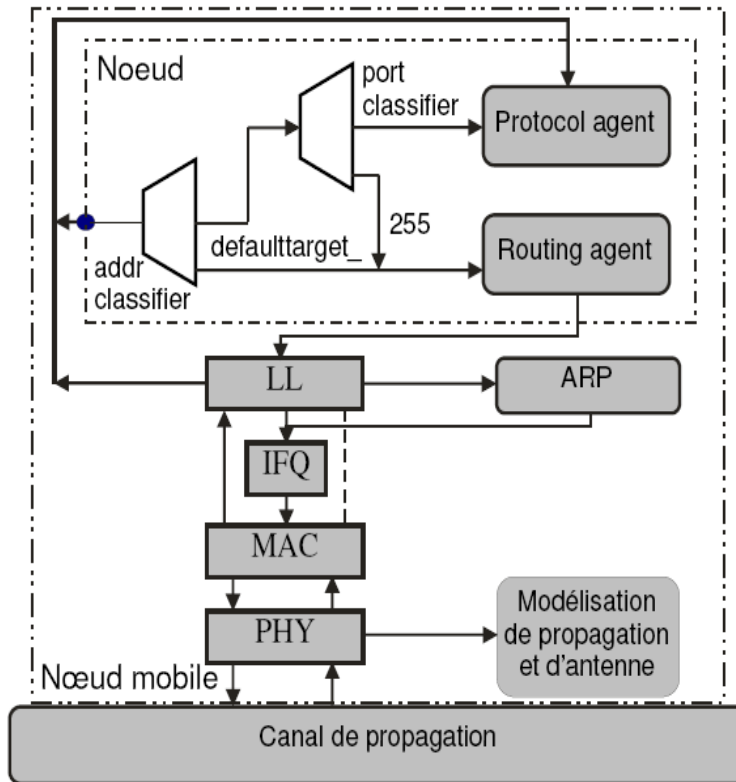 Noeud
port
classifier
Protocol agent
255
defaulttarget_
addr
classifier
Routing agent
LL
ARP
IFQ
MAC
PHY
Modélisation
de propagation
et d'antenne
Nœud mobile
Canal de propagation